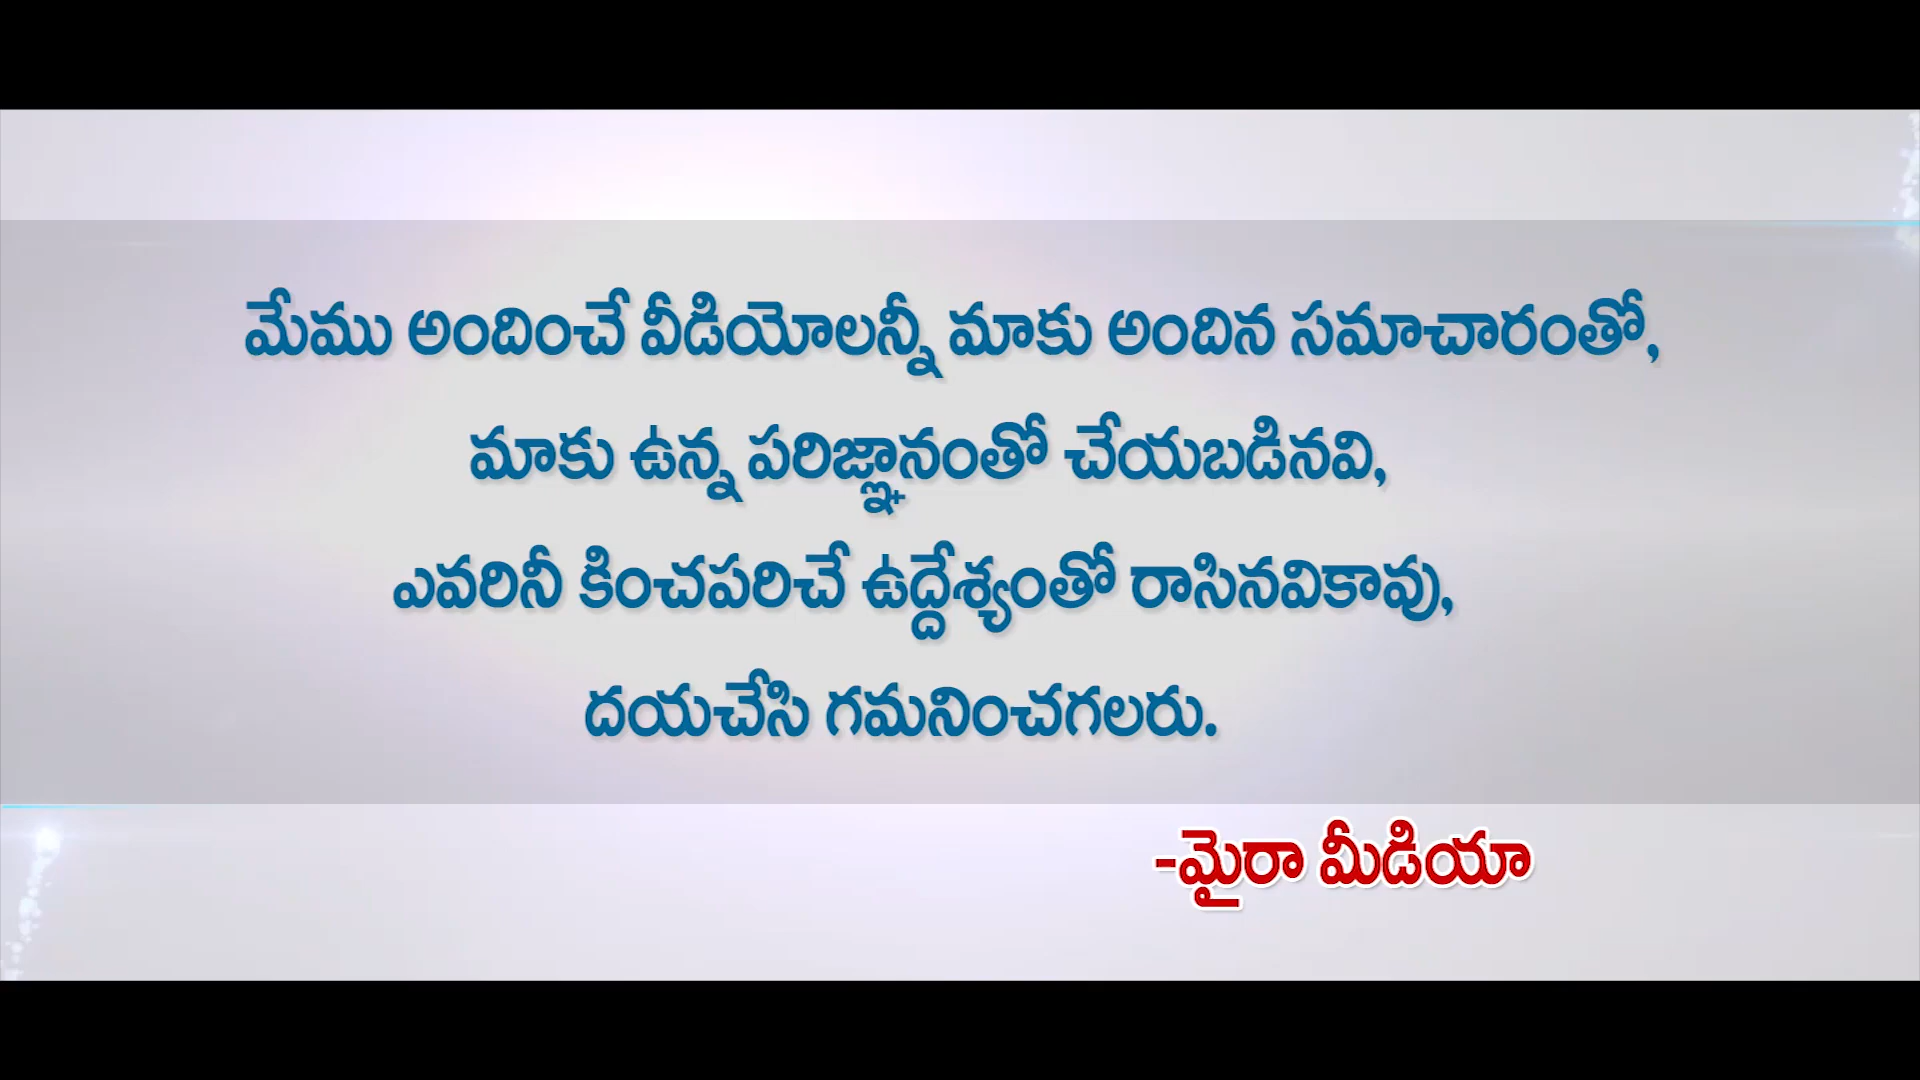 మేము అందించే వీడియోలన్నీ మాకు అందిన సమాచారంతో,
మాకు ఉన్న పరిజ్ఞానంతో చేయబడినవి,
ఎవరినీ కించపరిచే ఉద్దేశ్యంతో రాసినవికావు,
దయచేసి గమనించగలరు.
-మైరా మీడియా